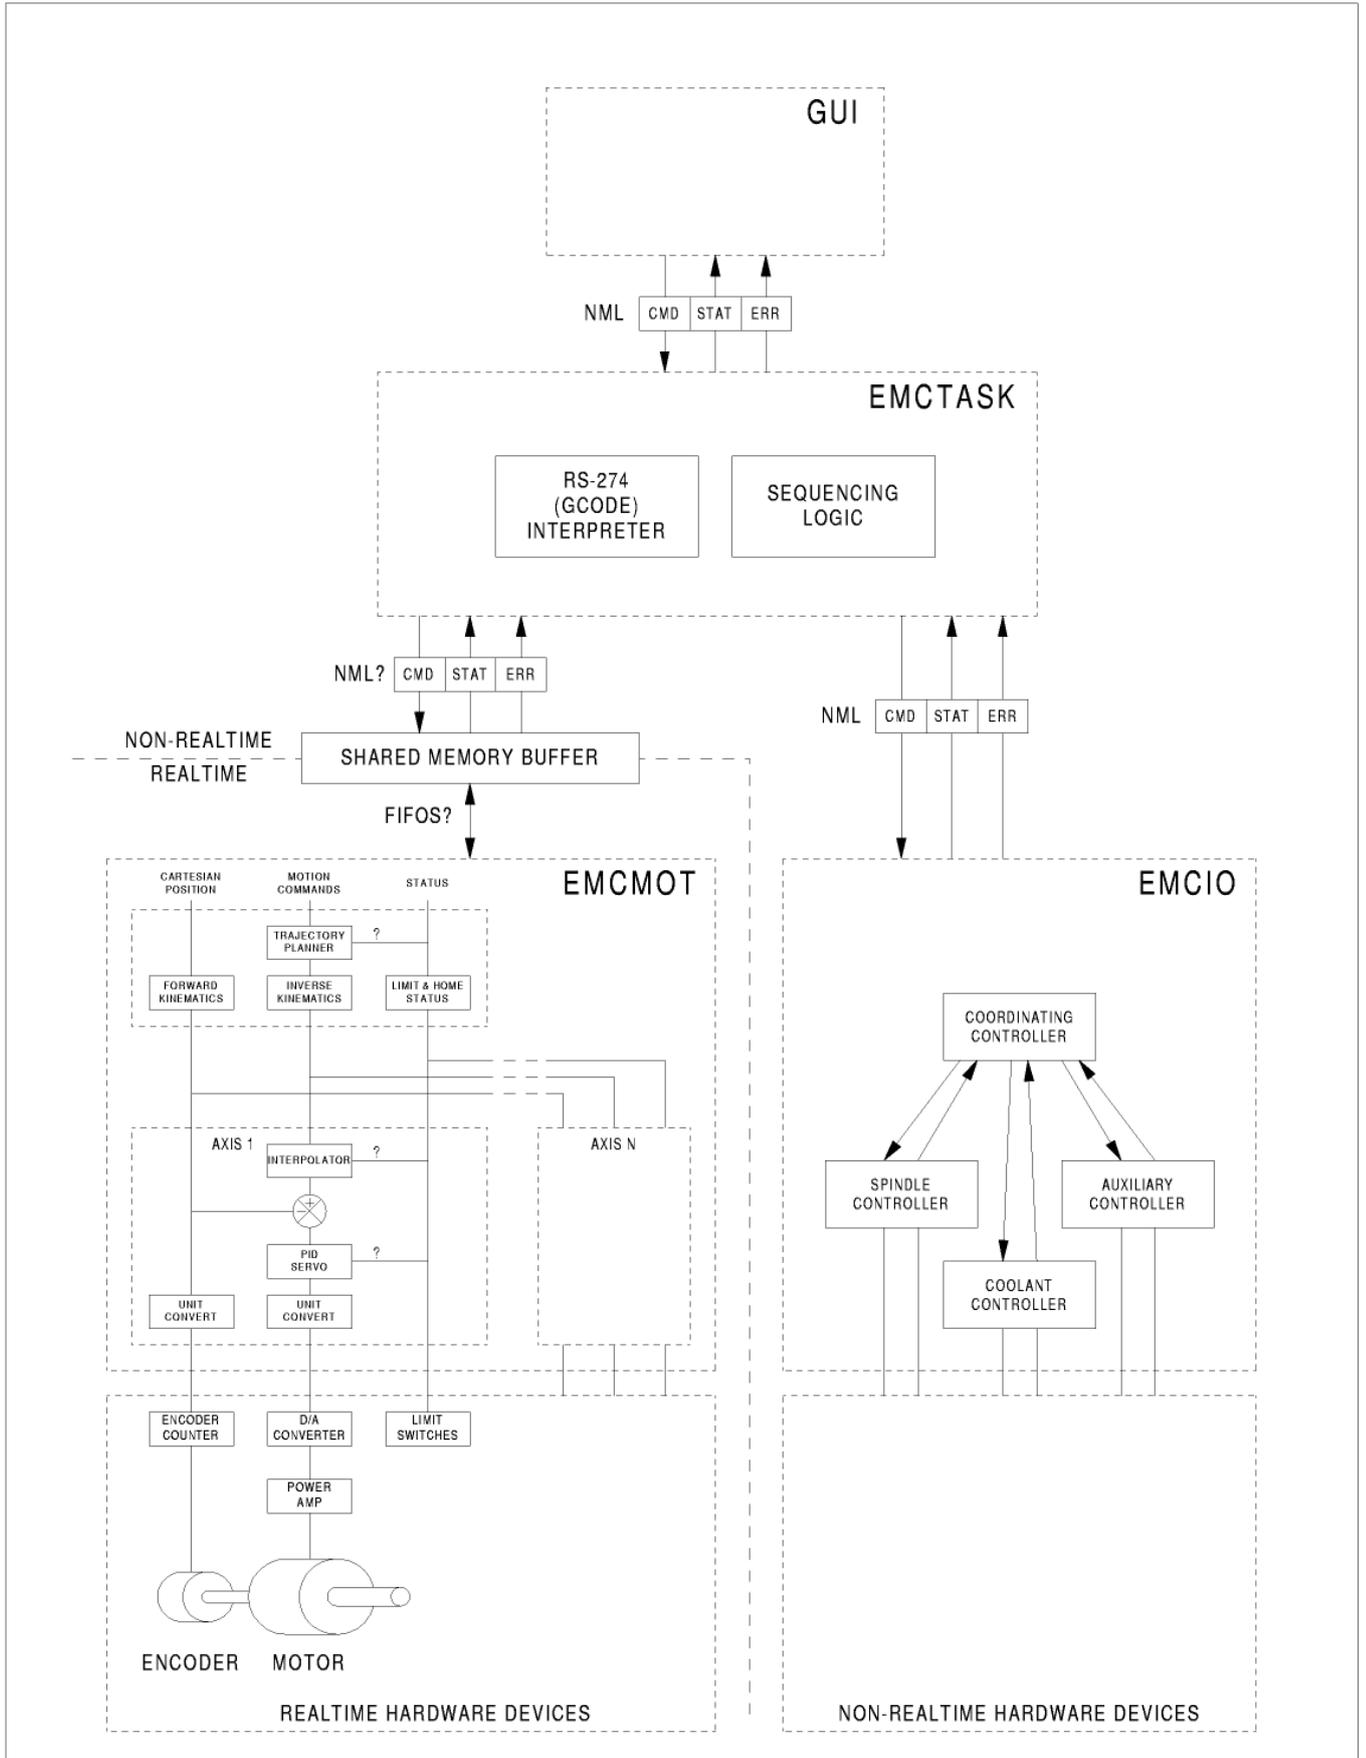 GUI
NML
CMD
STAT
ERR
EMCTASK
RS-274
(GCODE)
INTERPRETER
SEQUENCING
LOGIC
NML?
CMD
STAT
ERR
NML
CMD
STAT
ERR
NON-REALTIME
REALTIME
SHARED MEMORY BUFFER
FIFOS?
EMCMOT
CARTESIAN
POSITION
MOTION
COMMANDS
STATUS
TRAJECTORY
PLANNER
?
FORWARD
KINEMATICS
INVERSE
KINEMATICS
LIMIT & HOME
STATUS
AXIS 1
INTERPOLATOR
?
+
−
PID
SERVO
?
UNIT
CONVERT
UNIT
CONVERT
AXIS N
EMCIO
COORDINATING
CONTROLLER
SPINDLE
CONTROLLER
AUXILIARY
CONTROLLER
COOLANT
CONTROLLER
ENCODER
COUNTER
D/A
CONVERTER
LIMIT
SWITCHES
POWER
AMP
ENCODER
MOTOR
REALTIME HARDWARE DEVICES
NON-REALTIME HARDWARE DEVICES